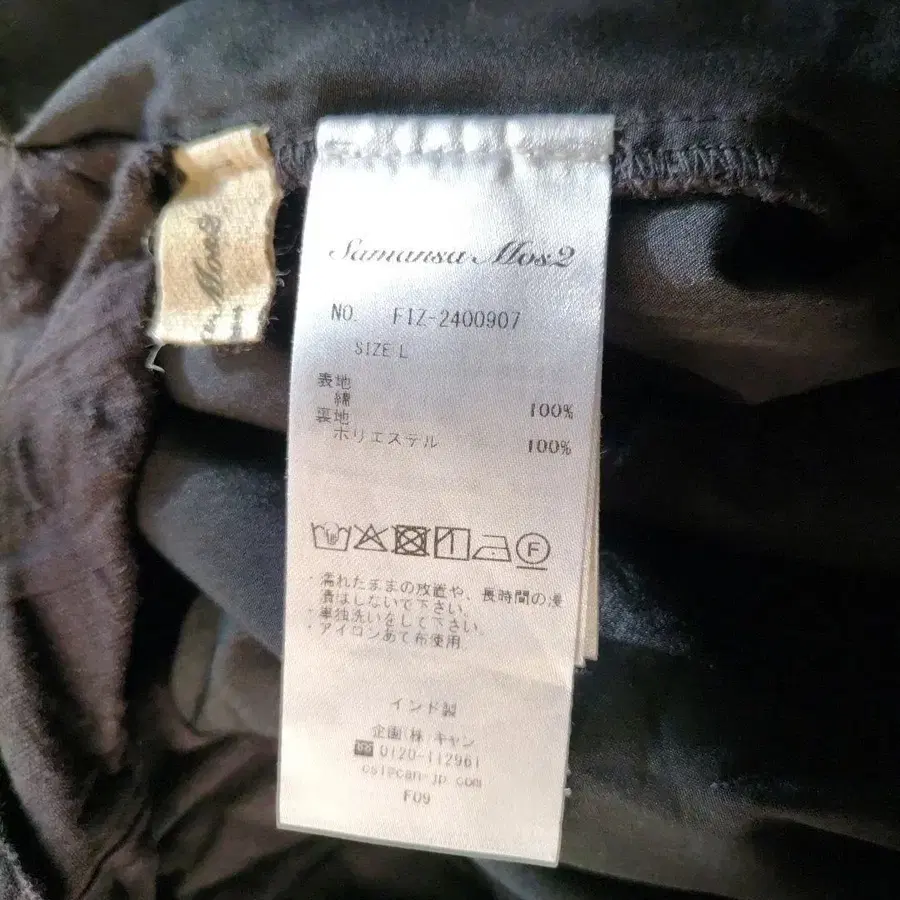 Samansa Mos2
NO. FIZ-2400907
SIZE L
表地
綿 100%
裏地
ポリエステル 100%
F
・濡れたままの放置や、長時間の浸
漬はしないで下さい。
・単独洗いをして下さい。
・アイロンあて布使用。
インド製
企画(株)キャン
0120-112961
csl@can-jp.com
F09
Mos